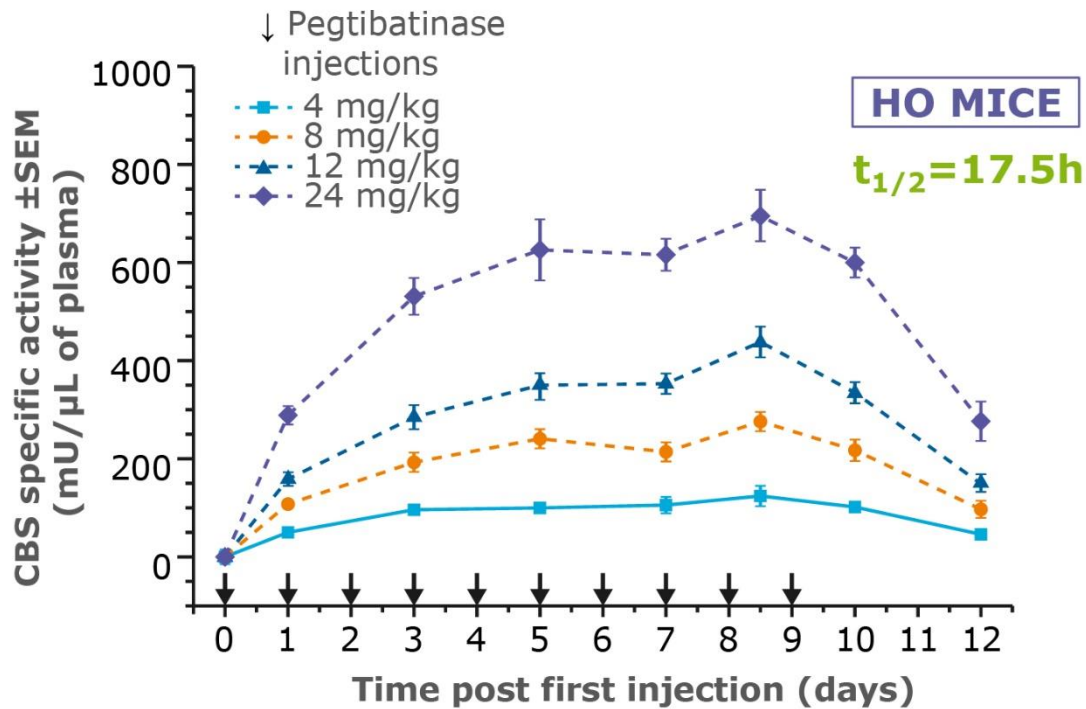 ↓ Pegtibatinase
injections
4 mg/kg
8 mg/kg
12 mg/kg
24 mg/kg
HO MICE
t1/2=17.5h
CBS specific activity ±SEM
(mU/µL of plasma)
1000
800
600
400
200
0
0 1 2 3 4 5 6 7 8 9 10 11 12
Time post first injection (days)